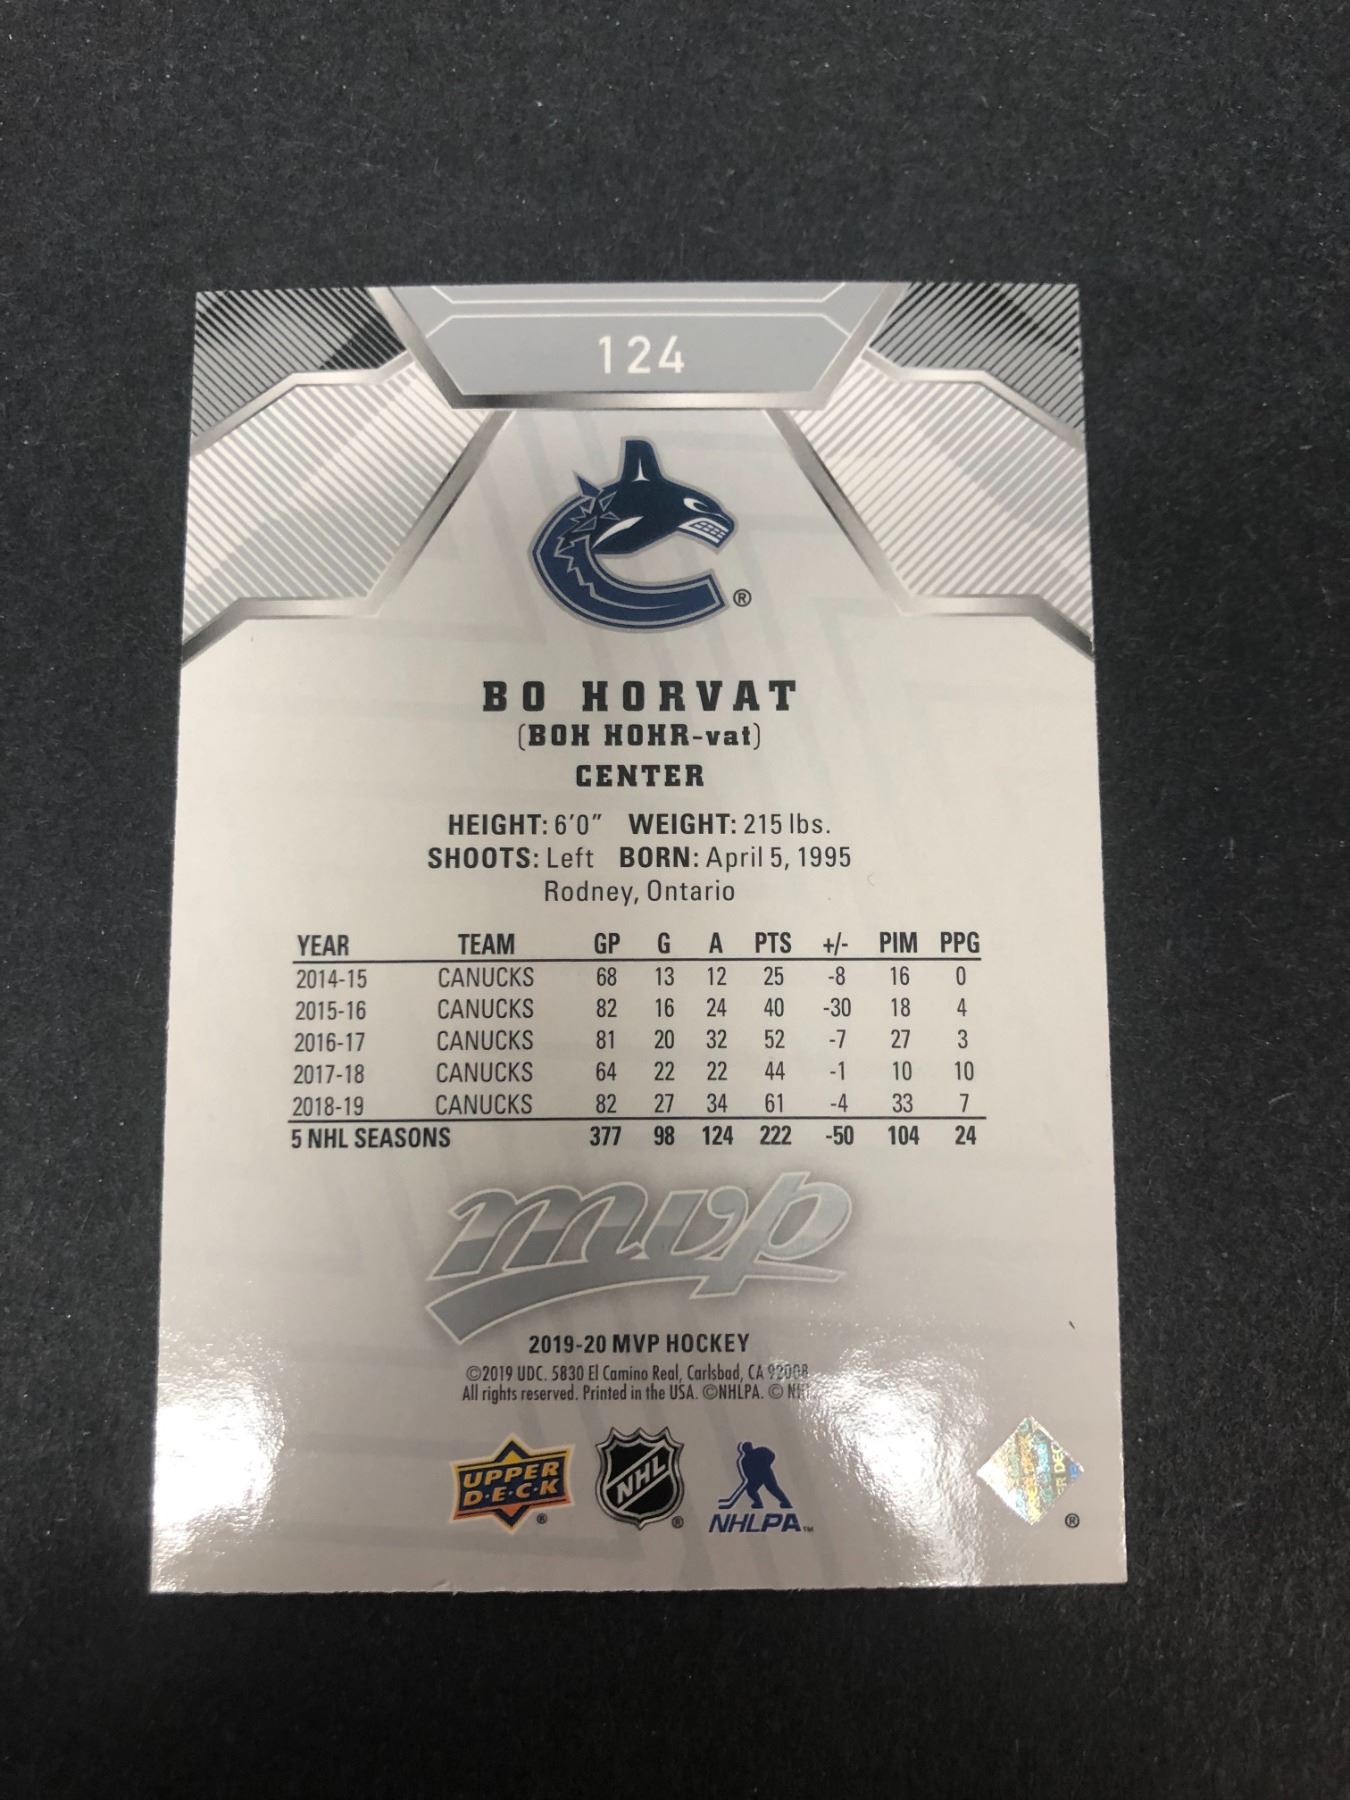 124
®
BO HORVAT
(BOH HOHR-vat)
CENTER
HEIGHT: 6'0" WEIGHT: 215 lbs.
SHOOTS: Left BORN: April 5, 1995
Rodney, Ontario
YEAR TEAM GP G A PTS +/- PIM PPG
2014-15 CANUCKS 68 13 12 25 -8 16 0
2015-16 CANUCKS 82 16 24 40 -30 18 4
2016-17 CANUCKS 81 20 32 52 -7 27 3
2017-18 CANUCKS 64 22 22 44 -1 10 10
2018-19 CANUCKS 82 27 34 61 -4 33 7
5 NHL SEASONS 377 98 124 222 -50 104 24
mvp
2019-20 MVP HOCKEY
©2019 UDC. 5830 El Camino Real, Carlsbad, CA 92008
All rights reserved. Printed in the USA. ©NHLPA. ©
UPPER
D·E·C·K ®
NHL ®
NHLPA™
®